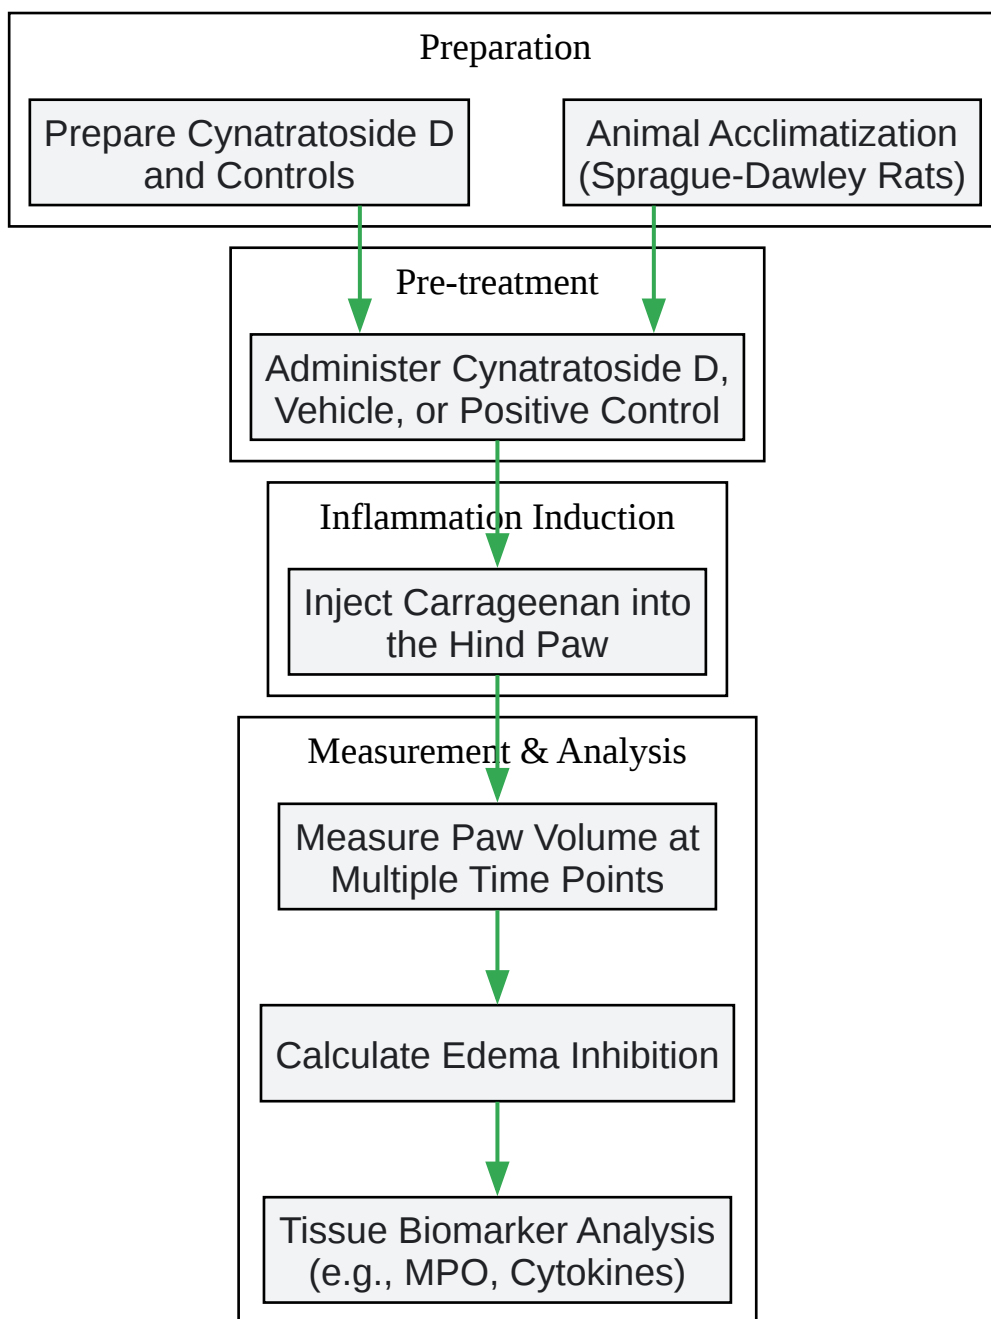 Preparation
Prepare Cynatratoside D
and Controls
Animal Acclimatization
(Sprague-Dawley Rats)
Pre-treatment
Administer Cynatratoside D,
Vehicle, or Positive Control
Inflammation Induction
Inject Carrageenan into
the Hind Paw
Measurement & Analysis
Measure Paw Volume at
Multiple Time Points
Calculate Edema Inhibition
Tissue Biomarker Analysis
(e.g., MPO, Cytokines)